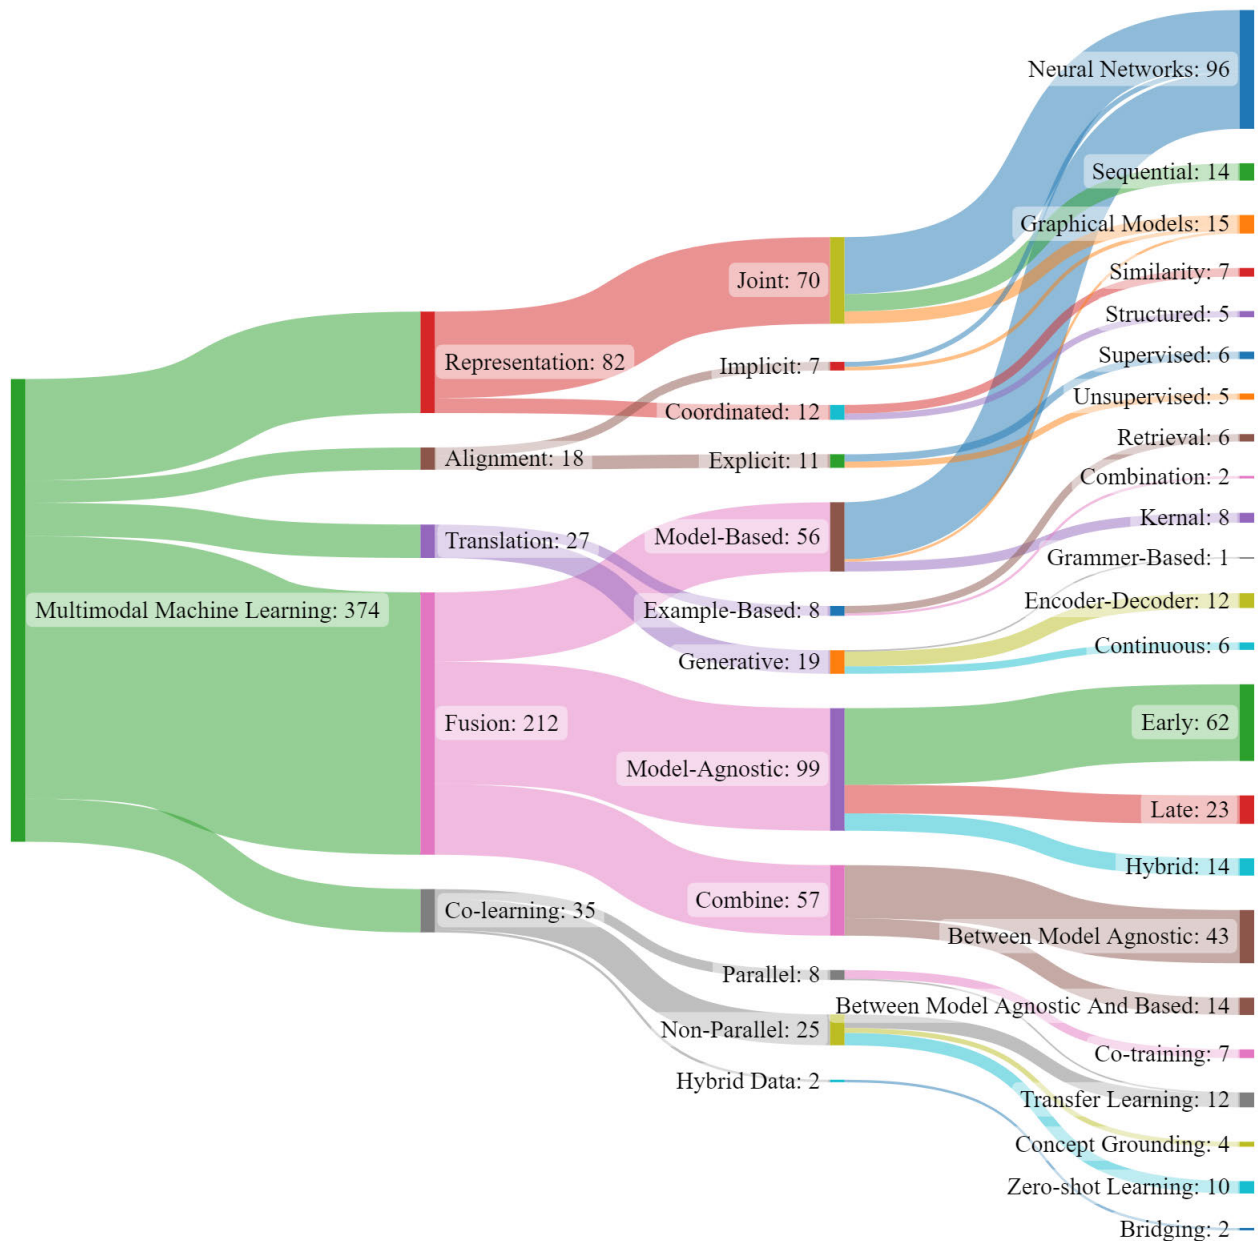 Multimodal Machine Learning: 374
Representation: 82
Alignment: 18
Translation: 27
Fusion: 212
Co-learning: 35
Joint: 70
Implicit: 7
Coordinated: 12
Explicit: 11
Model-Based: 56
Example-Based: 8
Generative: 19
Model-Agnostic: 99
Combine: 57
Parallel: 8
Non-Parallel: 25
Hybrid Data: 2
Neural Networks: 96
Sequential: 14
Graphical Models: 15
Similarity: 7
Structured: 5
Supervised: 6
Unsupervised: 5
Retrieval: 6
Combination: 2
Kernal: 8
Grammer-Based: 1
Encoder-Decoder: 12
Continuous: 6
Early: 62
Late: 23
Hybrid: 14
Between Model Agnostic: 43
Between Model Agnostic And Based: 14
Co-training: 7
Transfer Learning: 12
Concept Grounding: 4
Zero-shot Learning: 10
Bridging: 2